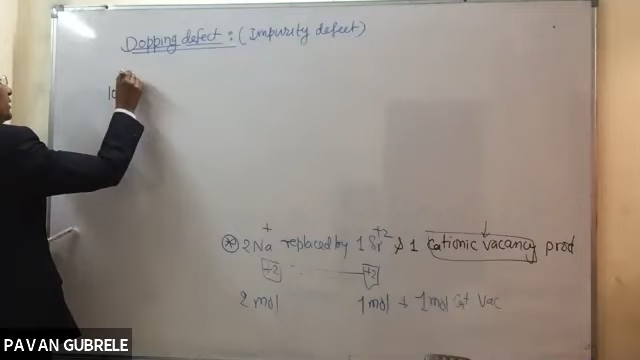 Dopping defect : (Impurity defect)
10
+ +2
* 2Na replaced by 1 Sr & 1 cationic vacancy prod
+2 +2
2 mol 1 mol + 1 mol Cat Vac
PAVAN GUBRELE